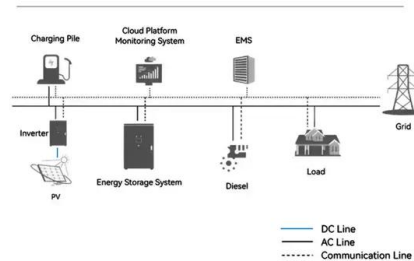 Charging Pile
Cloud Platform
Monitoring System
EMS
Grid
Inverter
PV
Energy Storage System
Diesel
Load
DC Line
AC Line
Communication Line